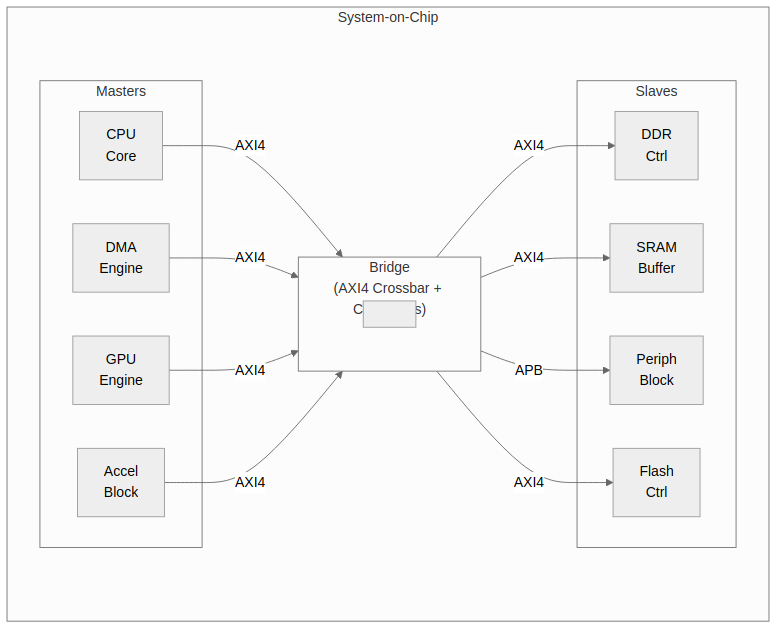 System-on-Chip
Masters
CPU
Core
AXI4
DMA
Engine
AXI4
GPU
Engine
AXI4
Accel
Block
AXI4
Bridge
(AXI4 Crossbar +
Slaves
AXI4
DDR
Ctrl
AXI4
SRAM
Buffer
APB
Periph
Block
AXI4
Flash
Ctrl